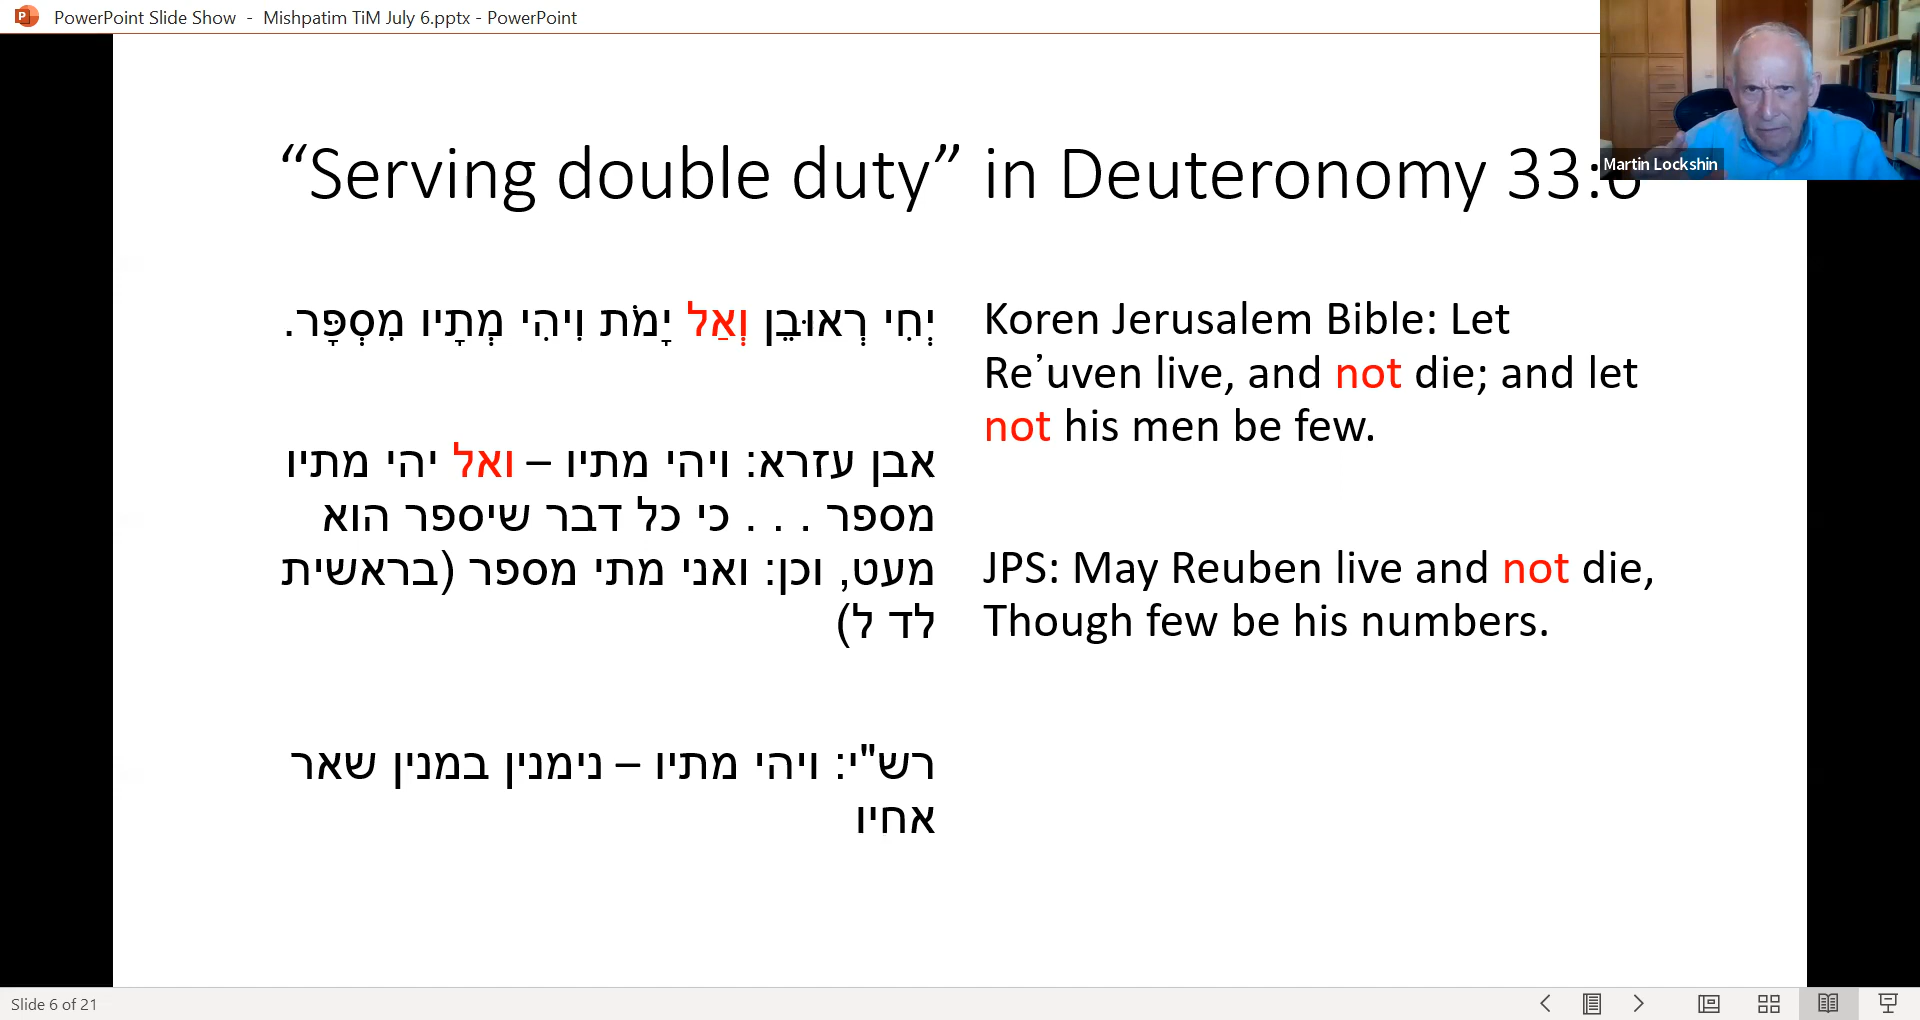 PowerPoint Slide Show - Mishpatim TiM July 6.pptx - PowerPoint
Martin Lockshin
“Serving double duty” in Deuteronomy 33:6
יְחִי רְאוּבֵן וְאַל יָמֹת וִיהִי מְתָיו מִסְפָּר.
אבן עזרא: ויהי מתיו – ואל יהי מתיו
מספר . . . כי כל דבר שיספר הוא
מעט, וכן: ואני מתי מספר (בראשית
לד ל)
רש"י: ויהי מתיו – נימנין במנין שאר
אחיו
Koren Jerusalem Bible: Let
Re’uven live, and not die; and let
not his men be few.
JPS: May Reuben live and not die,
Though few be his numbers.
Slide 6 of 21